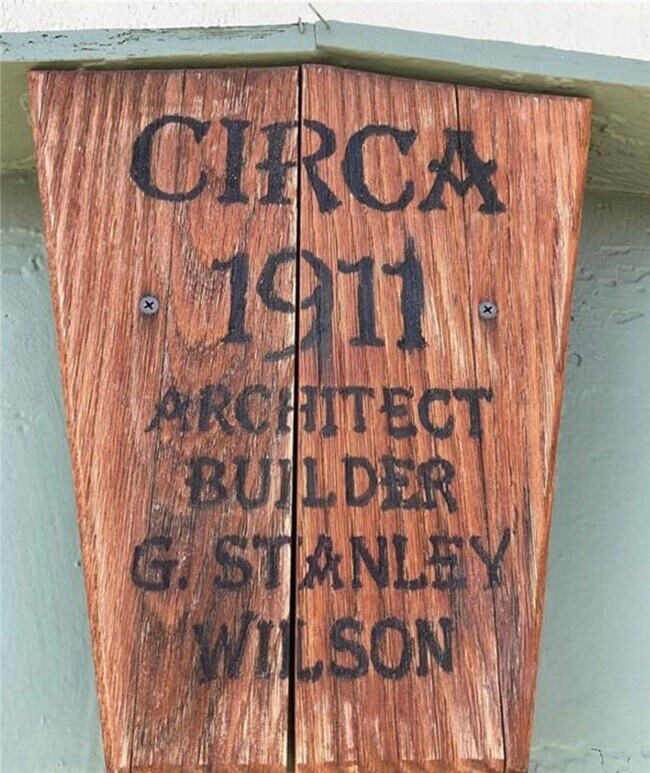 CIRCA
1911
ARCHITECT
BUILDER
G. STANLEY
WILSON